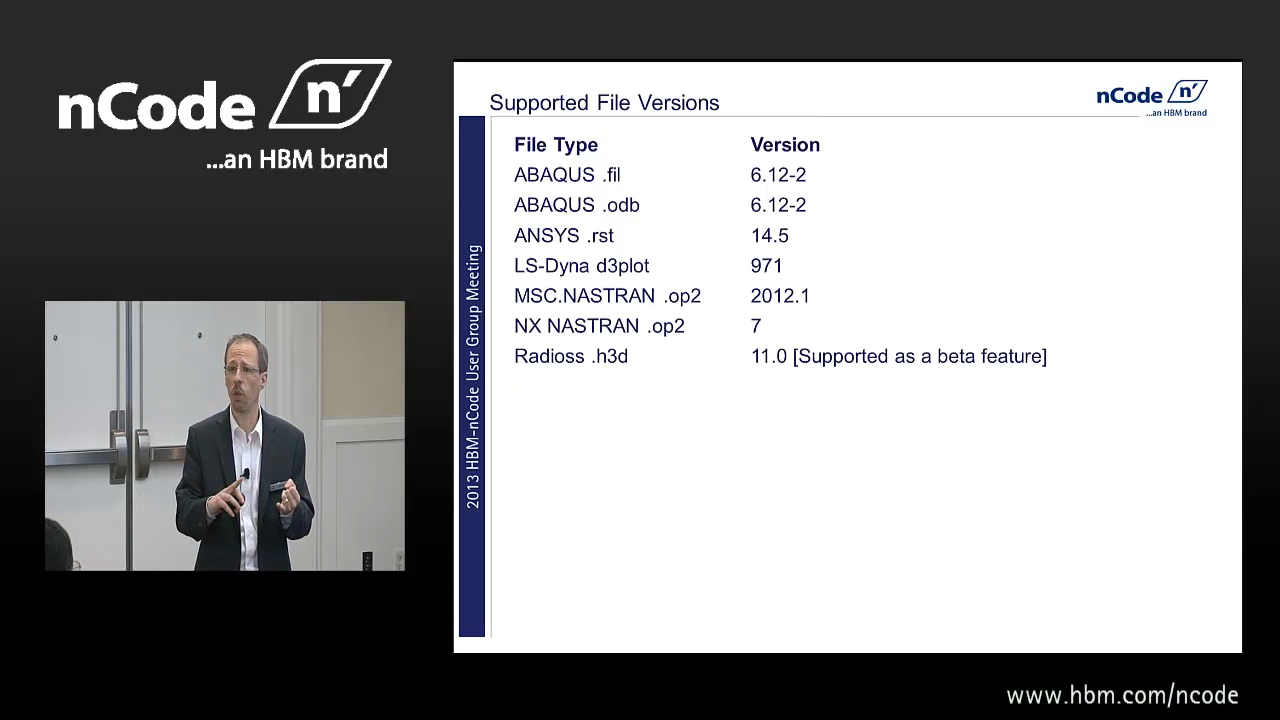 nCode n'
...an HBM brand
Supported File Versions
nCode n'
...an HBM brand
2013 HBM-nCode User Group Meeting
File Type Version
ABAQUS .fil 6.12-2
ABAQUS .odb 6.12-2
ANSYS .rst 14.5
LS-Dyna d3plot 971
MSC.NASTRAN .op2 2012.1
NX NASTRAN .op2 7
Radioss .h3d 11.0 [Supported as a beta feature]
www.hbm.com/ncode